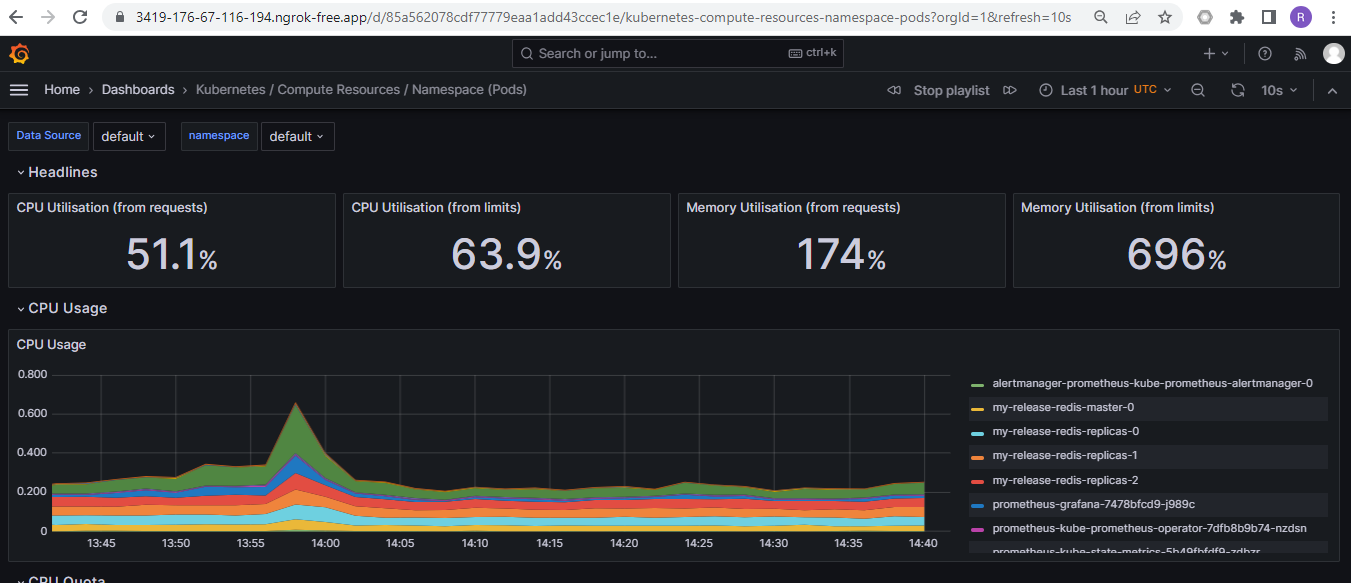 3419-176-67-116-194.ngrok-free.app/d/85a562078cdf77779eaa1add43ccec1e/kubernetes-compute-resources-namespace-pods?orgId=1&refresh=10s
R
Search or jump to...
ctrl+k
Home › Dashboards › Kubernetes / Compute Resources / Namespace (Pods)
Stop playlist
Last 1 hour UTC
10s
Data Source
default
namespace
default
Headlines
CPU Utilisation (from requests)
51.1%
CPU Utilisation (from limits)
63.9%
Memory Utilisation (from requests)
174%
Memory Utilisation (from limits)
696%
CPU Usage
CPU Usage
0.800
0.600
0.400
0.200
0
13:45 13:50 13:55 14:00 14:05 14:10 14:15 14:20 14:25 14:30 14:35 14:40
alertmanager-prometheus-kube-prometheus-alertmanager-0
my-release-redis-master-0
my-release-redis-replicas-0
my-release-redis-replicas-1
my-release-redis-replicas-2
prometheus-grafana-7478bfcd9-j989c
prometheus-kube-prometheus-operator-7dfb8b9b74-nzdsn
prometheus-kube-state-metrics-5b49fbfdf9-zdbzr
CPU Quota